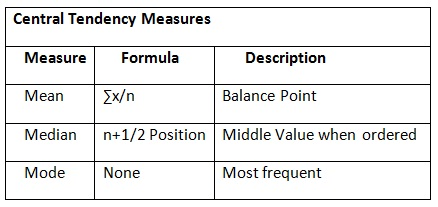 Central Tendency Measures
Measure Formula Description
Mean ∑x/n Balance Point
Median n+1/2 Position Middle Value when ordered
Mode None Most frequent